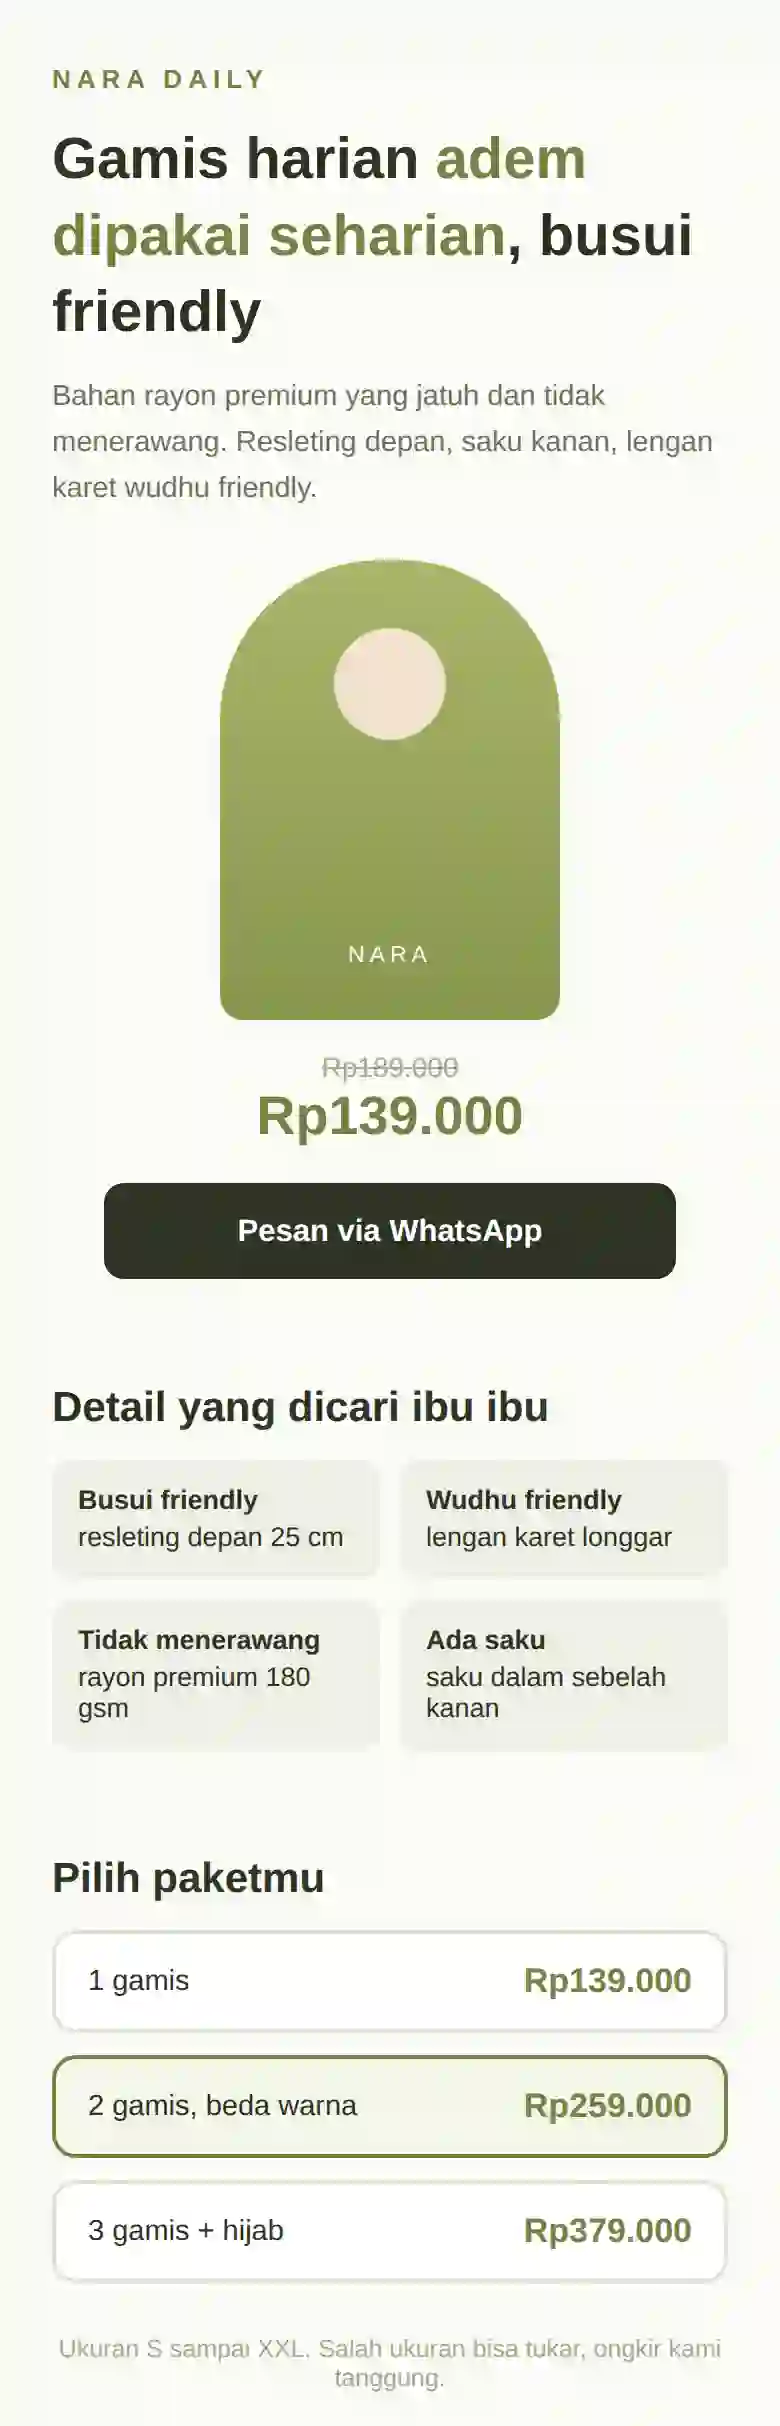 NARA DAILY
Gamis harian adem
dipakai seharian, busui
friendly
Bahan rayon premium yang jatuh dan tidak
menerawang. Resleting depan, saku kanan, lengan
karet wudhu friendly.
NARA
Rp189.000
Rp139.000
Pesan via WhatsApp
Detail yang dicari ibu ibu
Busui friendly
resleting depan 25 cm
Wudhu friendly
lengan karet longgar
Tidak menerawang
rayon premium 180
gsm
Ada saku
saku dalam sebelah
kanan
Pilih paketmu
1 gamis Rp139.000
2 gamis, beda warna Rp259.000
3 gamis + hijab Rp379.000
Ukuran S sampai XXL. Salah ukuran bisa tukar, ongkir kami
tanggung.